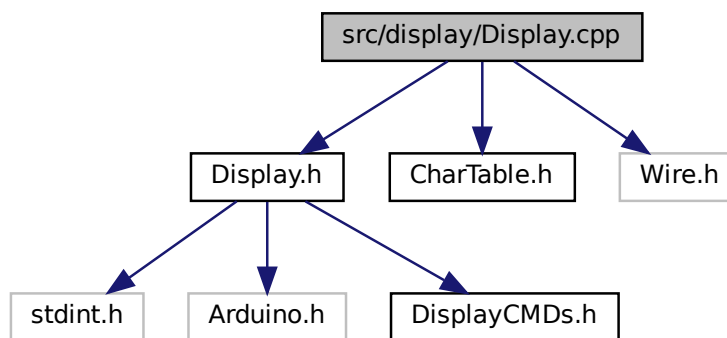 src/display/Display.cpp
Display.h
CharTable.h
Wire.h
stdint.h
Arduino.h
DisplayCMDs.h